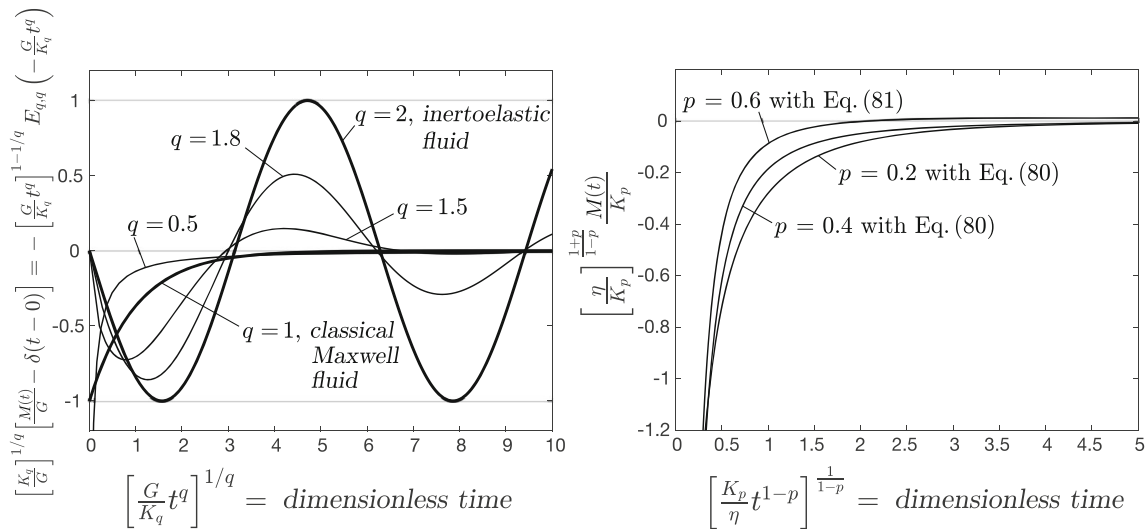 [K_q/G]^{1/q} [M(t)/G − δ(t − 0)] = − [G/K_q t^q]^{1−1/q} E_{q,q} (−G/K_q t^q)
1
0.5
0
-0.5
-1
q = 2, inertoelastic
fluid
q = 1.8
q = 0.5
q = 1.5
q = 1, classical
Maxwell
fluid
0 1 2 3 4 5 6 7 8 9 10
[G/K_q t^q]^{1/q} = dimensionless time
[η/K_p]^{(1+p)/(1−p)} M(t)/K_p
0
-0.2
-0.4
-0.6
-0.8
-1
-1.2
p = 0.6 with Eq. (81)
p = 0.2 with Eq. (80)
p = 0.4 with Eq. (80)
0 0.5 1 1.5 2 2.5 3 3.5 4 4.5 5
[K_p/η t^{1−p}]^{1/(1−p)} = dimensionless time